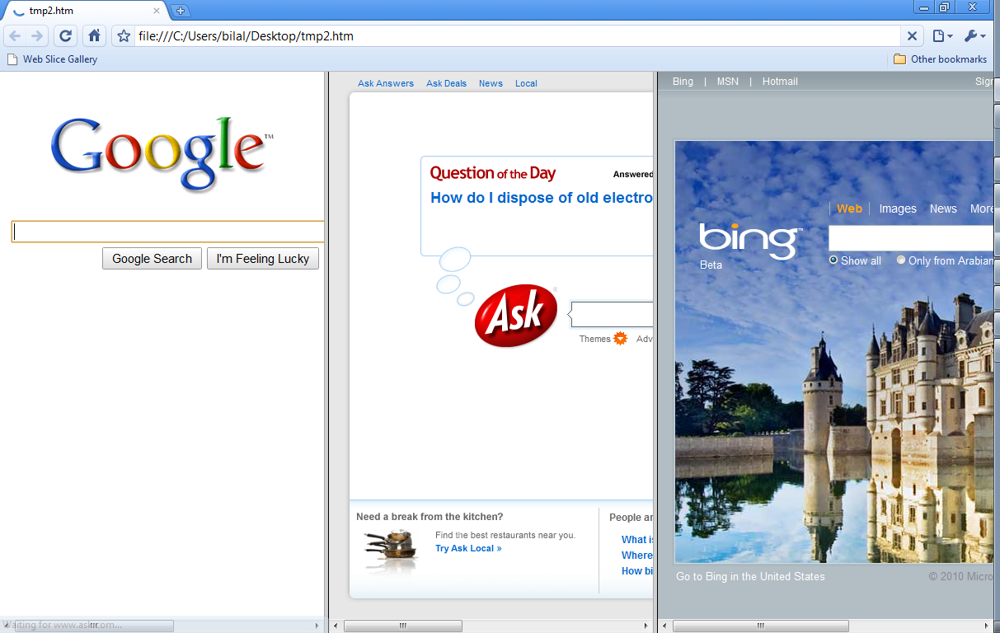 tmp2.htm
file:///C:/Users/bilal/Desktop/tmp2.htm
Web Slice Gallery
Other bookmarks
Google™
Google Search
I'm Feeling Lucky
Waiting for www.ask.com...
Ask Answers Ask Deals News Local
Question of the Day
Answered
How do I dispose of old electro
Ask
Themes Adv
Need a break from the kitchen?
Find the best restaurants near you.
Try Ask Local »
People ar
What is
Where
How bi
Bing | MSN | Hotmail Sign
Web Images News More
bing™
Beta
Show all Only from Arabian
Go to Bing in the United States
© 2010 Micro